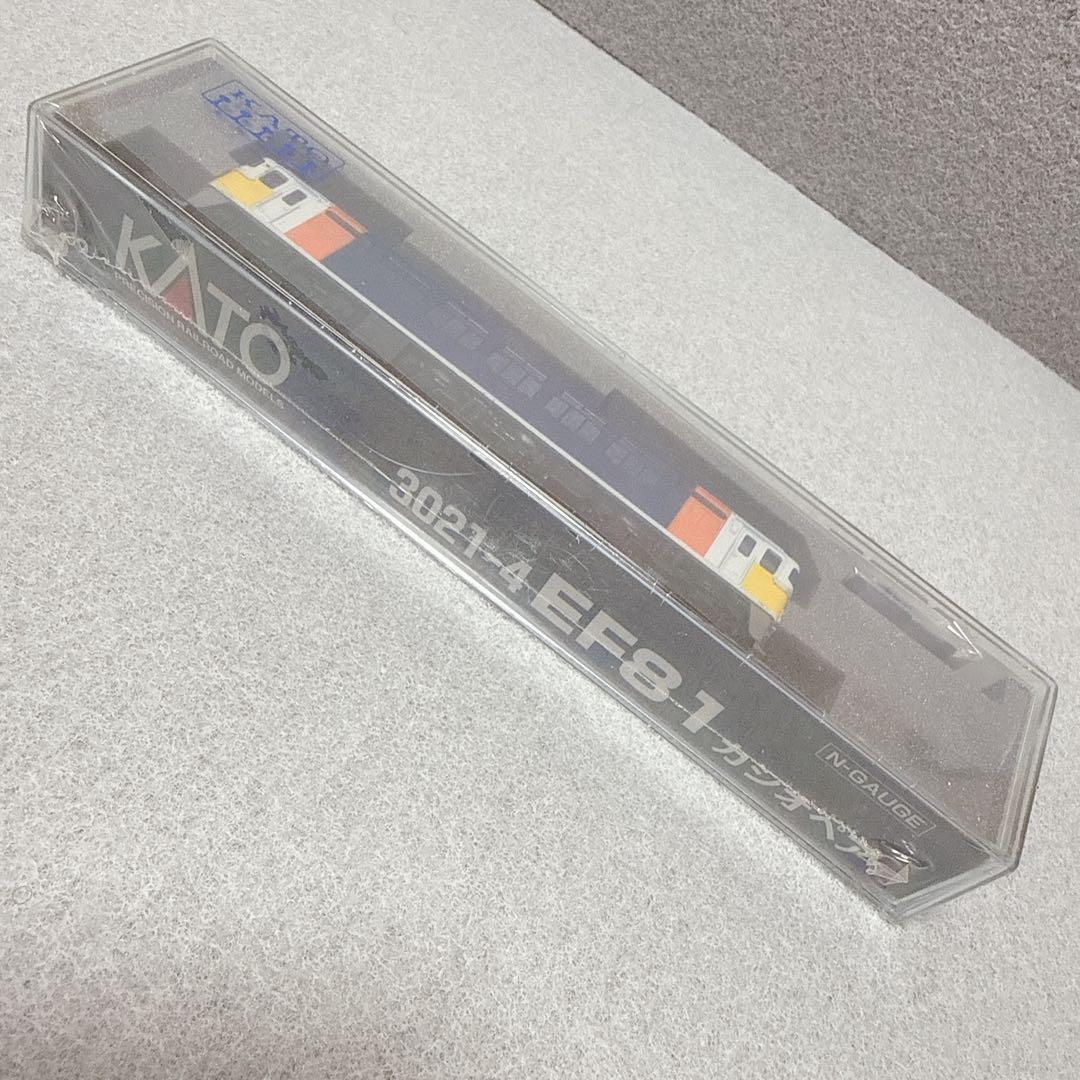 KATO
KATO
PRECISION RAILROAD MODELS
3021-4 EF81 カシオペア
N-GAUGE